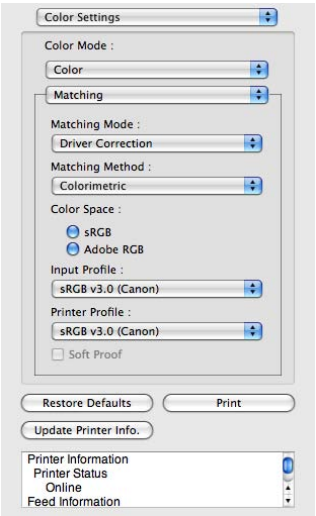 Color Settings
Color Mode :
Color
Matching
Matching Mode :
Driver Correction
Matching Method :
Colorimetric
Color Space :
sRGB
Adobe RGB
Input Profile :
sRGB v3.0 (Canon)
Printer Profile :
sRGB v3.0 (Canon)
Soft Proof
Restore Defaults Print
Update Printer Info.
Printer Information
Printer Status
Online
Feed Information